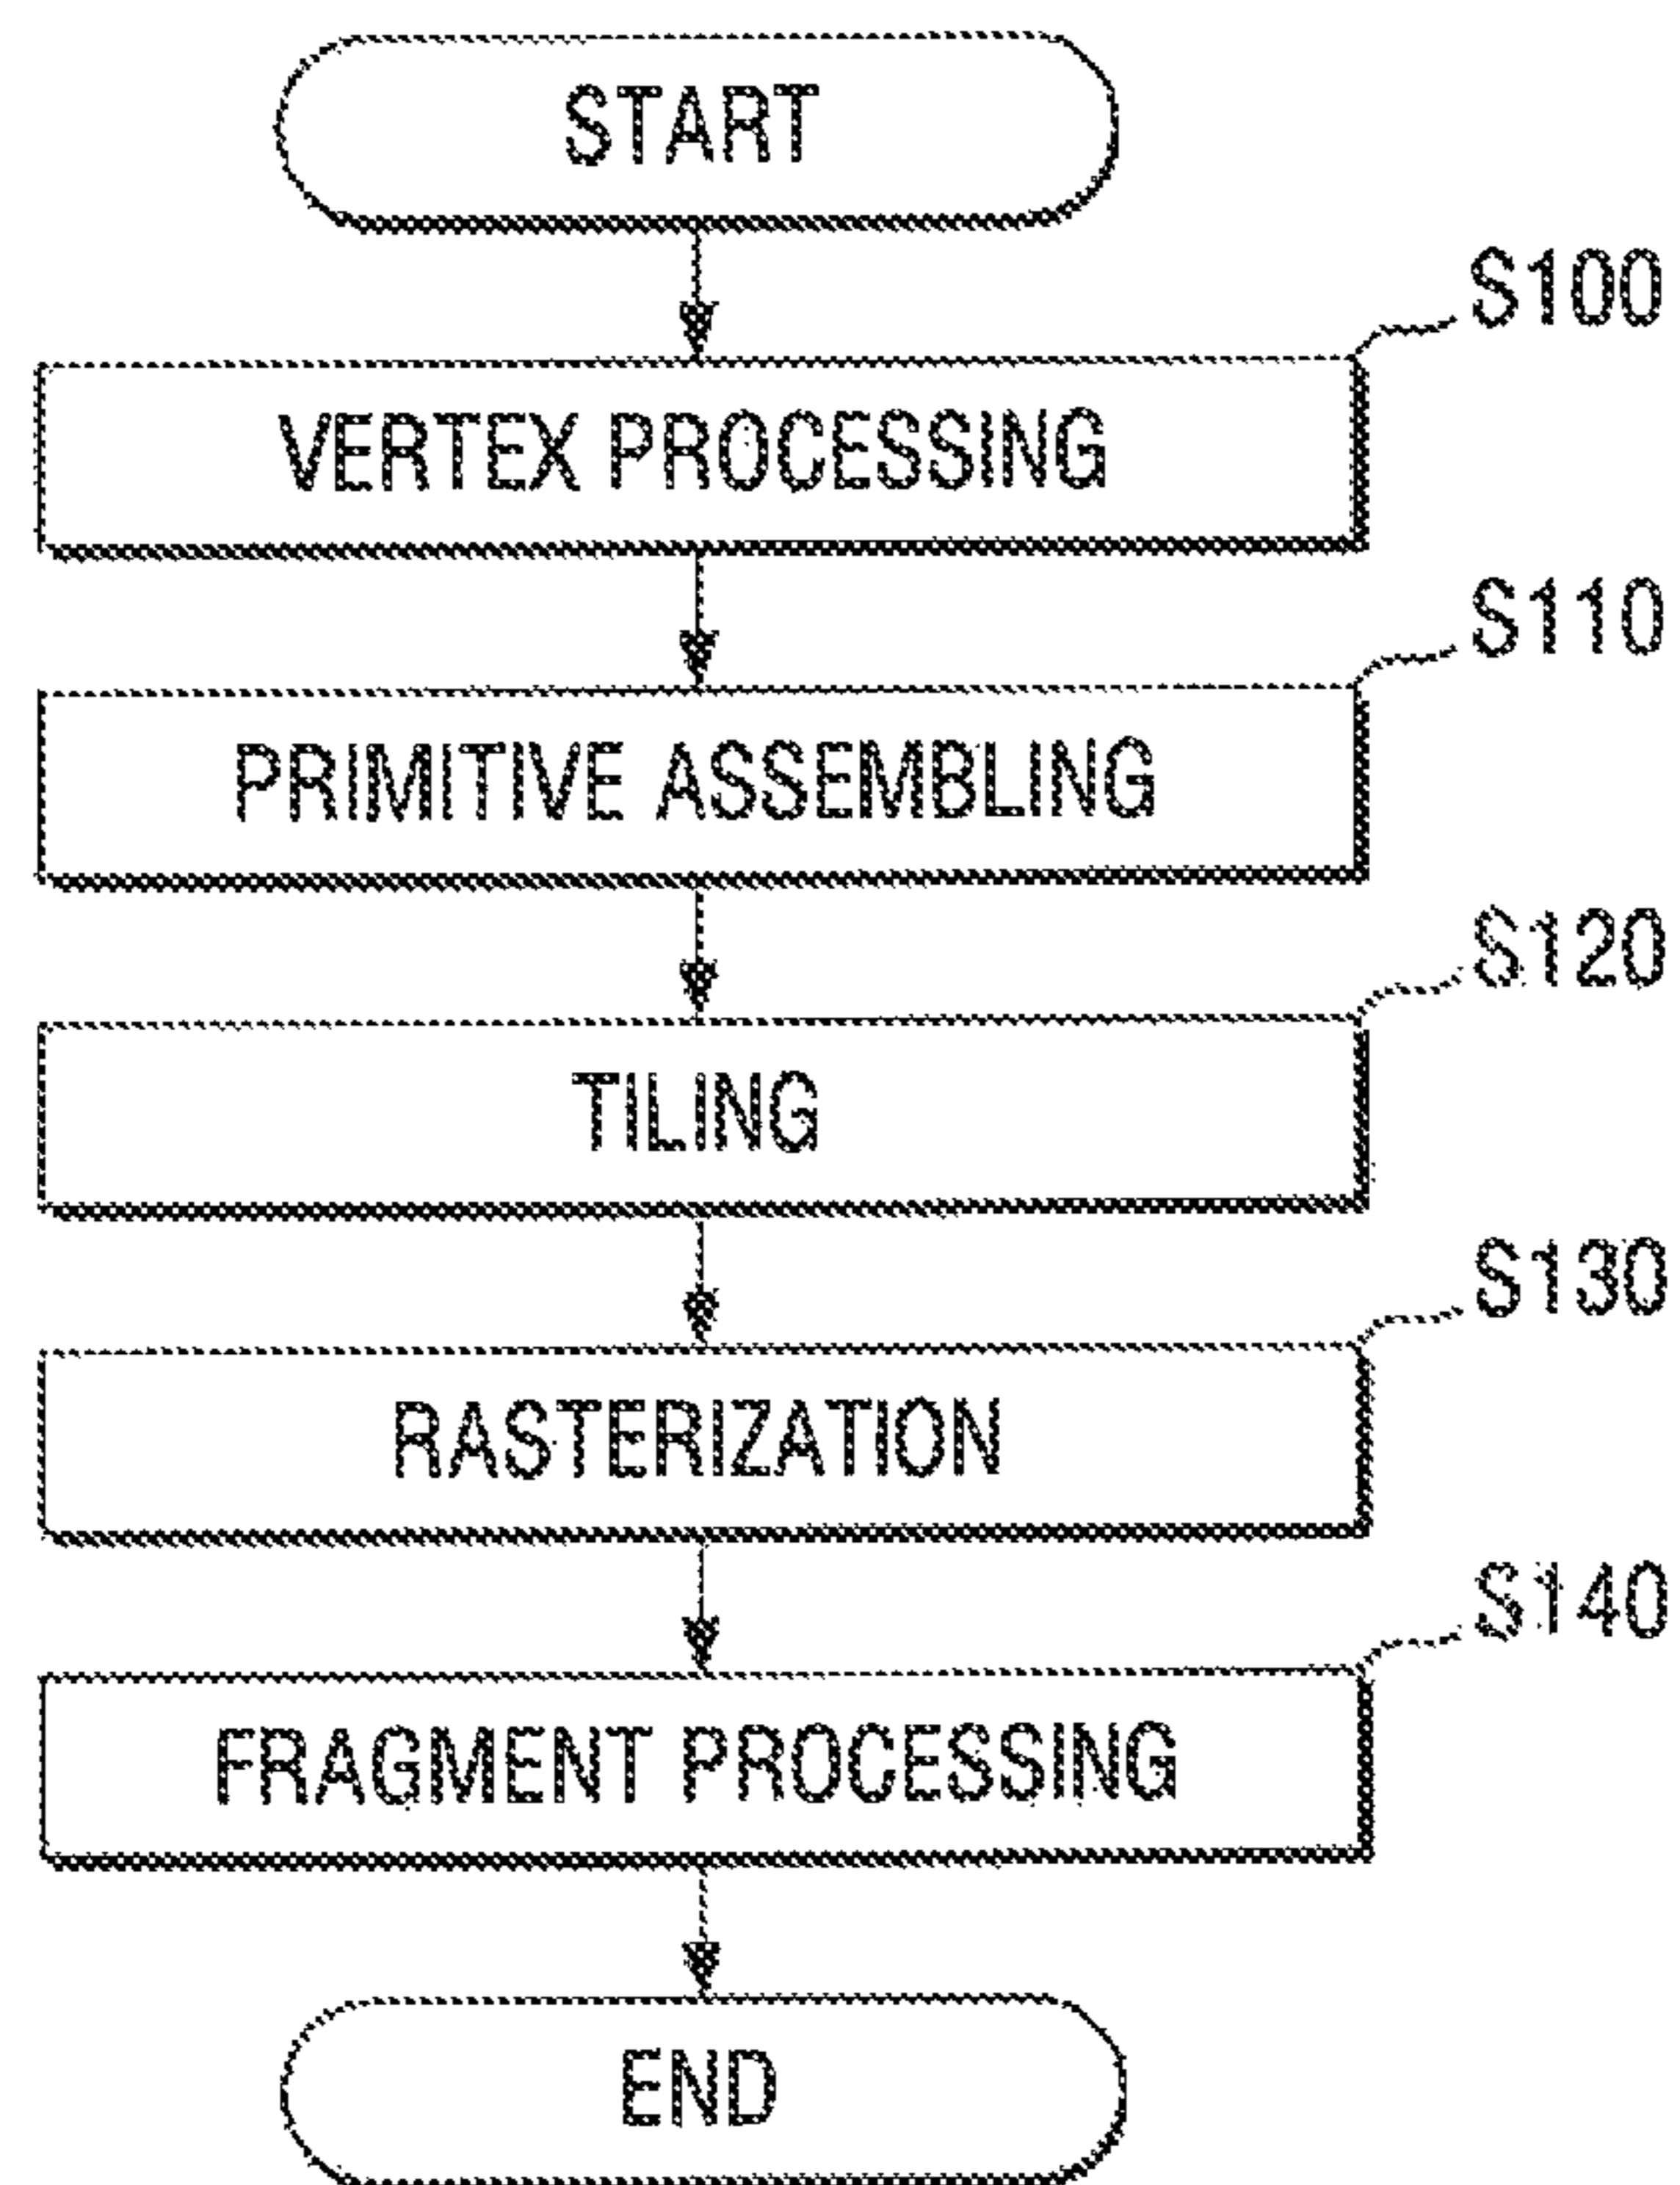 START
S100
VERTEX PROCESSING
S110
PRIMITIVE ASSEMBLING
S120
TILING
S130
RASTERIZATION
S140
FRAGMENT PROCESSING
END